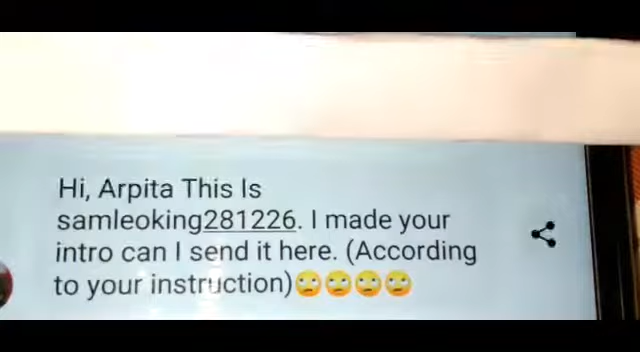 Hi, Arpita This Is
samleoking281226. I made your
intro can I send it here. (According
to your instruction)🙄🙄🙄🙄